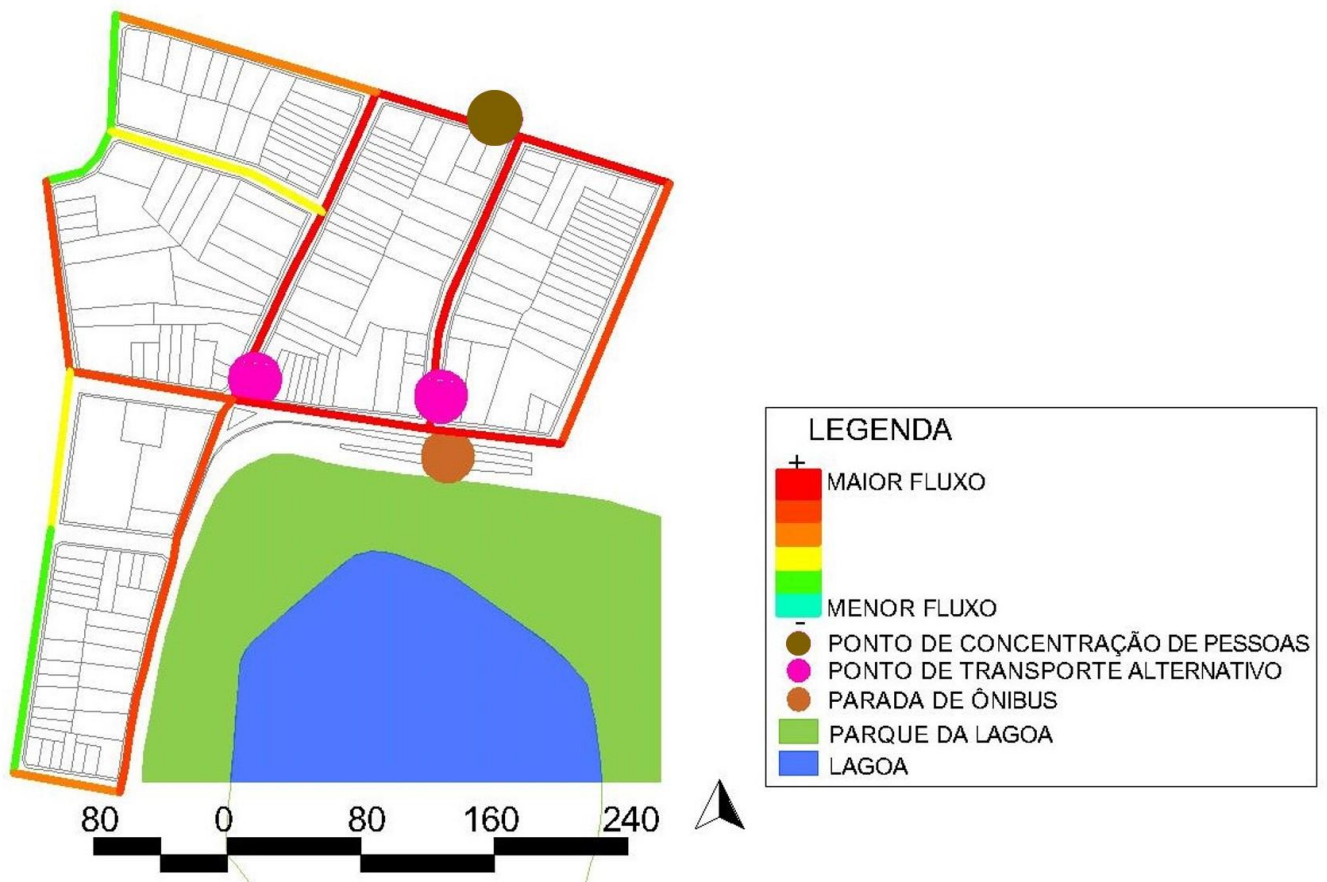 LEGENDA
+
MAIOR FLUXO
MENOR FLUXO
-
PONTO DE CONCENTRAÇÃO DE PESSOAS
PONTO DE TRANSPORTE ALTERNATIVO
PARADA DE ÔNIBUS
PARQUE DA LAGOA
LAGOA
80 0 80 160 240